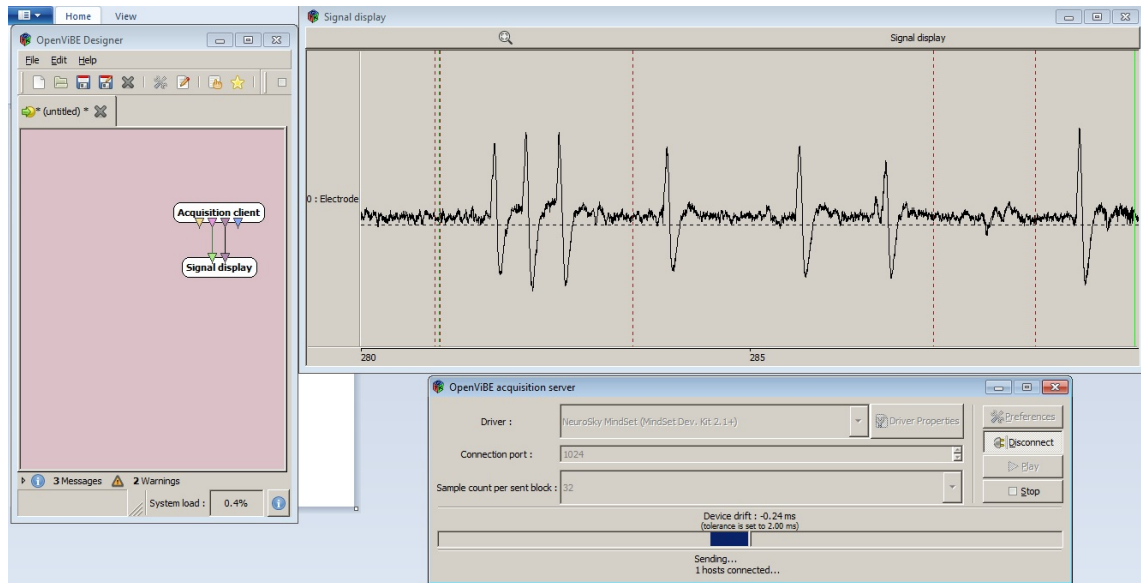 Home View
OpenViBE Designer
File Edit Help
* (untitled) *
Acquisition client
Signal display
3 Messages 2 Warnings
System load : 0.4%
Signal display
Signal display
0 : Electrode
280 285
OpenViBE acquisition server
Driver : NeuroSky MindSet (MindSet Dev. Kit 2.1+) Driver Properties
Connection port : 1024
Sample count per sent block : 32
Preferences
Disconnect
Play
Stop
Device drift : -0.24 ms
(tolerance is set to 2.00 ms)
Sending...
1 hosts connected...